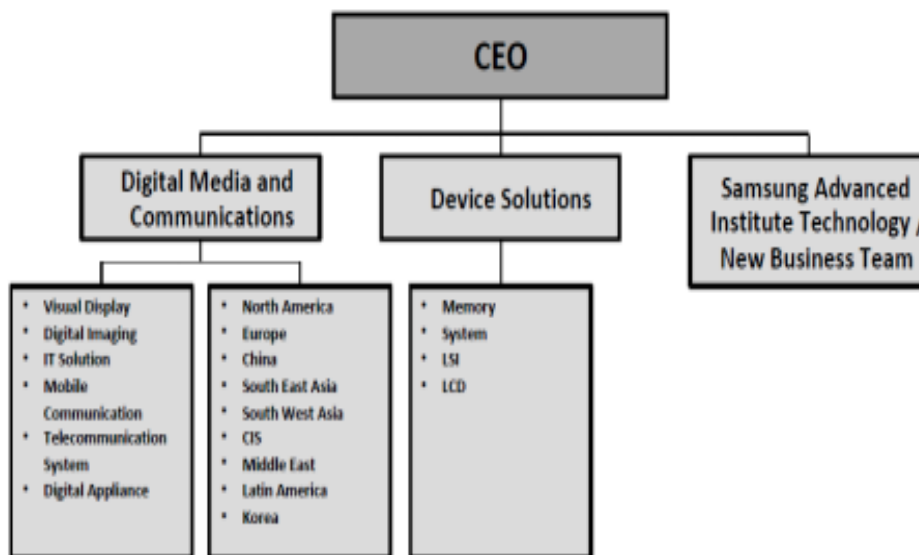 CEO
Digital Media and
Communications
Device Solutions
Samsung Advanced
Institute Technology /
New Business Team
• Visual Display
• Digital Imaging
• IT Solution
• Mobile
Communication
• Telecommunication
System
• Digital Appliance
• North America
• Europe
• China
• South East Asia
• South West Asia
• CIS
• Middle East
• Latin America
• Korea
• Memory
• System
• LSI
• LCD